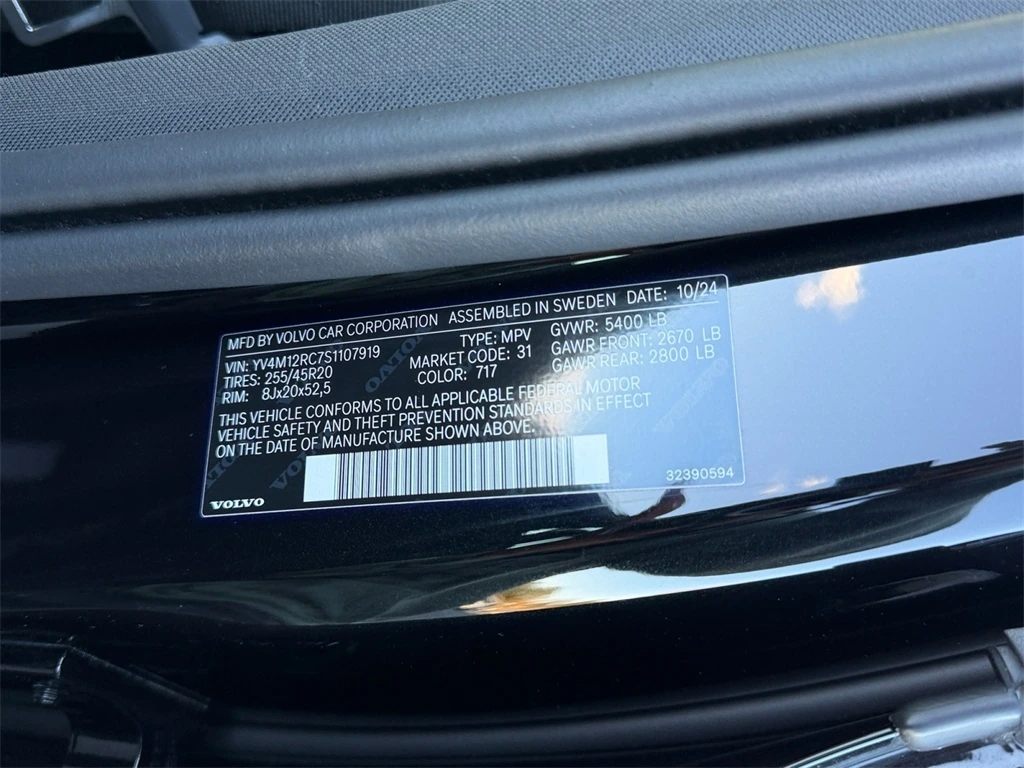 MFD BY VOLVO CAR CORPORATION ASSEMBLED IN SWEDEN DATE: 10/24
VIN: YV4M12RC7S1107919 TYPE: MPV GVWR: 5400 LB
TIRES: 255/45R20 MARKET CODE: 31 GAWR FRONT: 2670 LB
RIM: 8Jx20x52,5 COLOR: 717 GAWR REAR: 2800 LB
THIS VEHICLE CONFORMS TO ALL APPLICABLE FEDERAL MOTOR
VEHICLE SAFETY AND THEFT PREVENTION STANDARDS IN EFFECT
ON THE DATE OF MANUFACTURE SHOWN ABOVE.
VOLVO 32390594